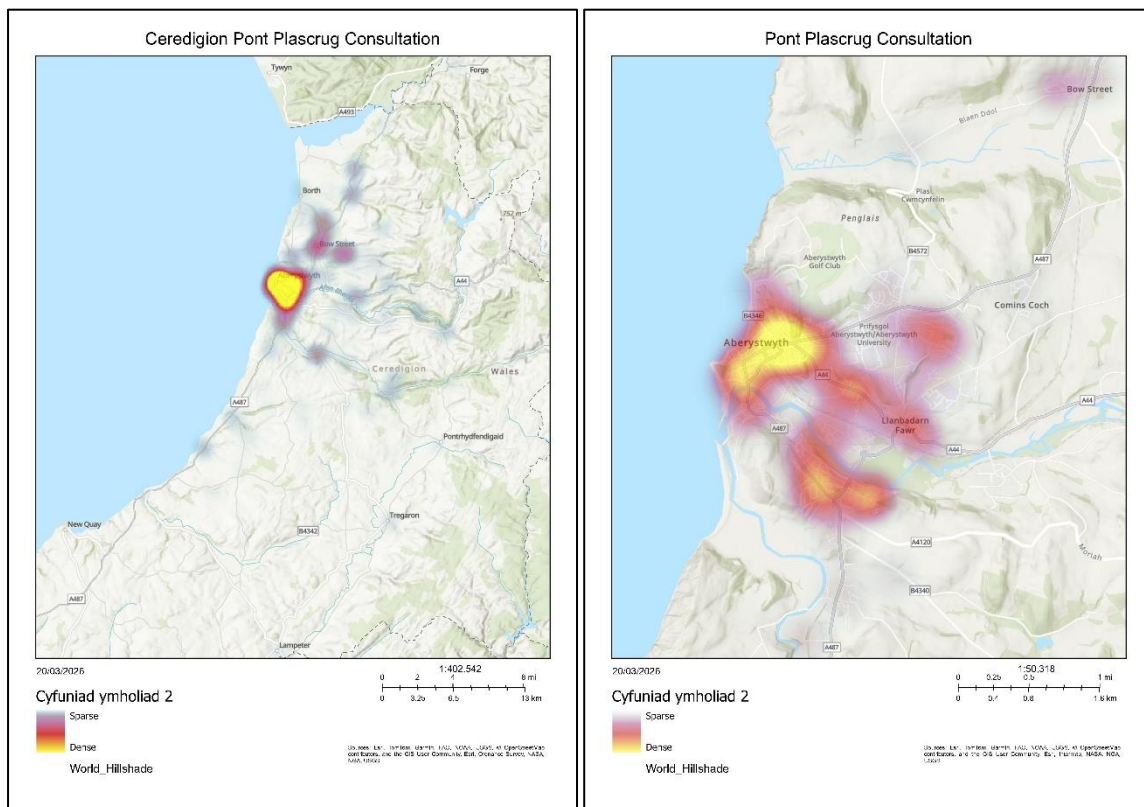 Ceredigion Pont Plascrug Consultation
Tywyn
Forge
A493
Borth
752 m
Bow Street
Aberystwyth
A44
Afon Rheidol
Ceredigion
Wales
A487
Pontrhydfendigaid
New Quay
Tregaron
B4342
A487
Lampeter
20/03/2026
1:402,542
0 2 4 8 mi
0 3.25 6.5 13 km
Cyfuniad ymholiad 2
Sparse
Dense
World_Hillshade
Pont Plascrug Consultation
Bow Street
Blaen Ddol
Plas
Cwmcynfelin
Penglais
B4572
Aberystwyth
Golf Club
A487
Comins Coch
B4346
Prifysgol
Aberystwyth/Aberystwyth
University
Aberystwyth
A44
A44
Llanbadarn
Fawr
A487
A44
A4120
Moriah
B4340
A487
20/03/2026
1:50,318
0 0.25 0.5 1 mi
0 0.4 0.8 1.6 km
Cyfuniad ymholiad 2
Sparse
Dense
World_Hillshade